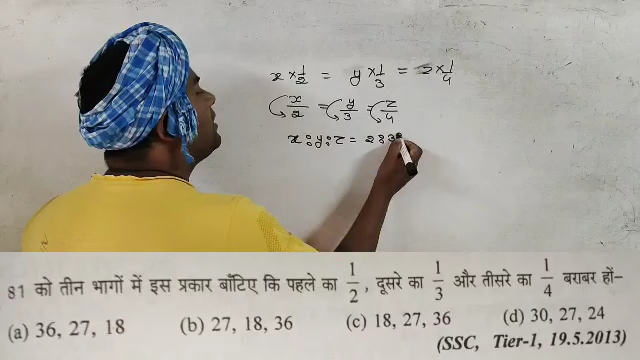 x × 1/2 = y × 1/3 = z × 1/4
x/2 = y/3 = z/4
x : y : z = 2 : 3 :
81 को तीन भागों में इस प्रकार बाँटिए कि पहले का 1/2, दूसरे का 1/3 और तीसरे का 1/4 बराबर हों–
(a) 36, 27, 18 (b) 27, 18, 36 (c) 18, 27, 36 (d) 30, 27, 24
(SSC, Tier-1, 19.5.2013)